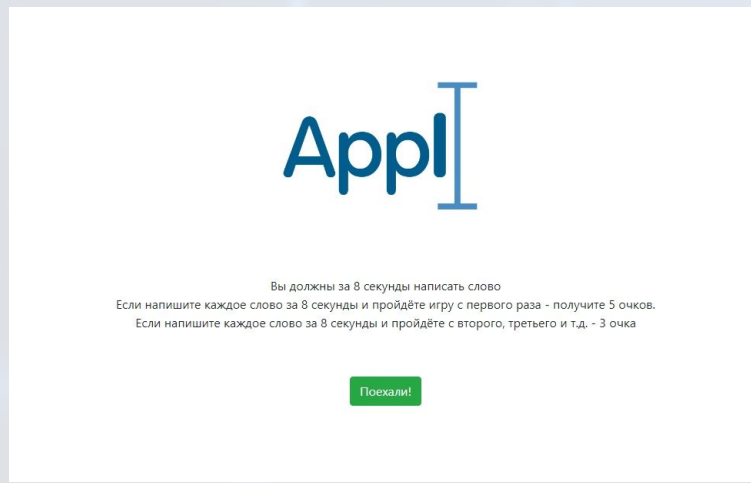 Appl
Вы должны за 8 секунды написать слово
Если напишите каждое слово за 8 секунды и пройдёте игру с первого раза - получите 5 очков.
Если напишите каждое слово за 8 секунды и пройдёте с второго, третьего и т.д. - 3 очка
Поехали!